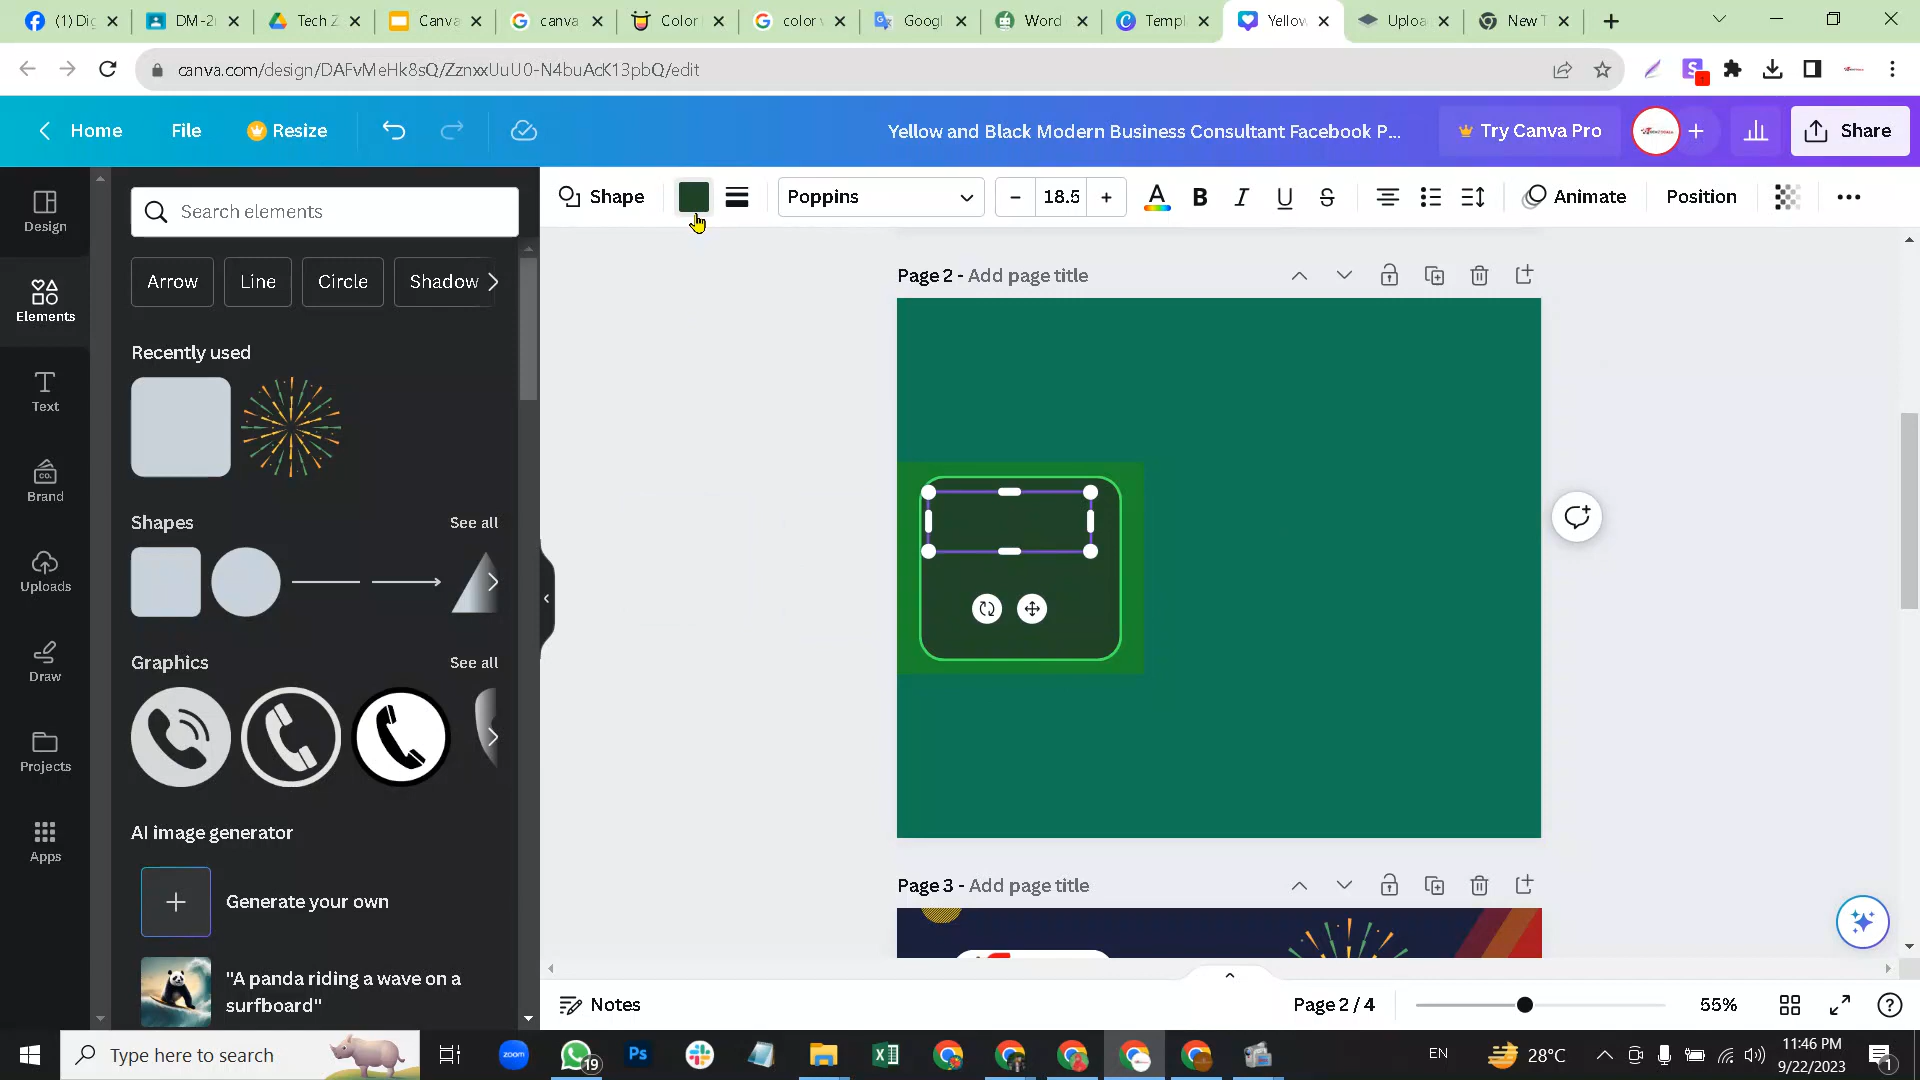 (1) Dig
DM-2
Tech Z
Canva
canva
Color
color v
Googl
Word
Templ
Yellow
Uploa
New T
canva.com/design/DAFvMeHk8sQ/ZznxxUuU0-N4buAcK13pbQ/edit
Home
File
Resize
Yellow and Black Modern Business Consultant Facebook P...
Try Canva Pro
Share
Shape
Poppins
18.5
Animate
Position
Design
Elements
Text
Brand
Uploads
Draw
Projects
Apps
Search elements
Arrow
Line
Circle
Shadow
Recently used
Shapes
See all
Graphics
See all
AI image generator
Generate your own
"A panda riding a wave on a
surfboard"
Page 2 - Add page title
Page 3 - Add page title
Notes
Page 2 / 4
55%
Type here to search
zoom
19
Ps
EN
28°C
11:46 PM
9/22/2023
1